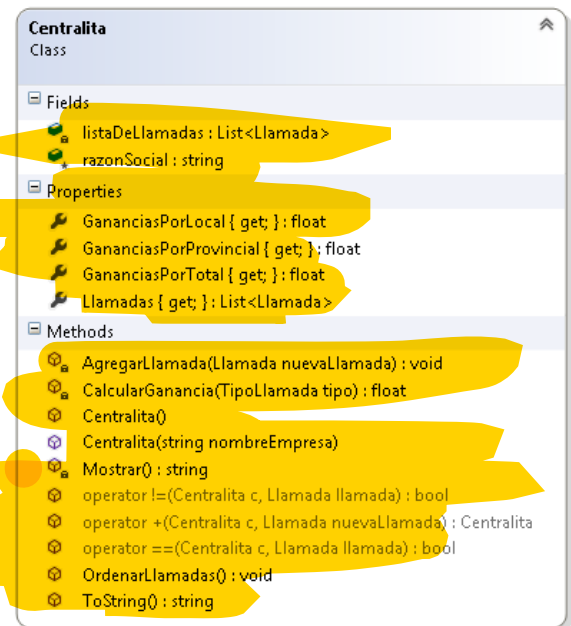 Centralita
Class
Fields
listaDeLlamadas : List<Llamada>
razonSocial : string
Properties
GananciasPorLocal { get; } : float
GananciasPorProvincial { get; } : float
GananciasPorTotal { get; } : float
Llamadas { get; } : List<Llamada>
Methods
AgregarLlamada(Llamada nuevaLlamada) : void
CalcularGanancia(TipoLlamada tipo) : float
Centralita()
Centralita(string nombreEmpresa)
Mostrar() : string
operator !=(Centralita c, Llamada llamada) : bool
operator +(Centralita c, Llamada nuevaLlamada) : Centralita
operator ==(Centralita c, Llamada llamada) : bool
OrdenarLlamadas() : void
ToString() : string